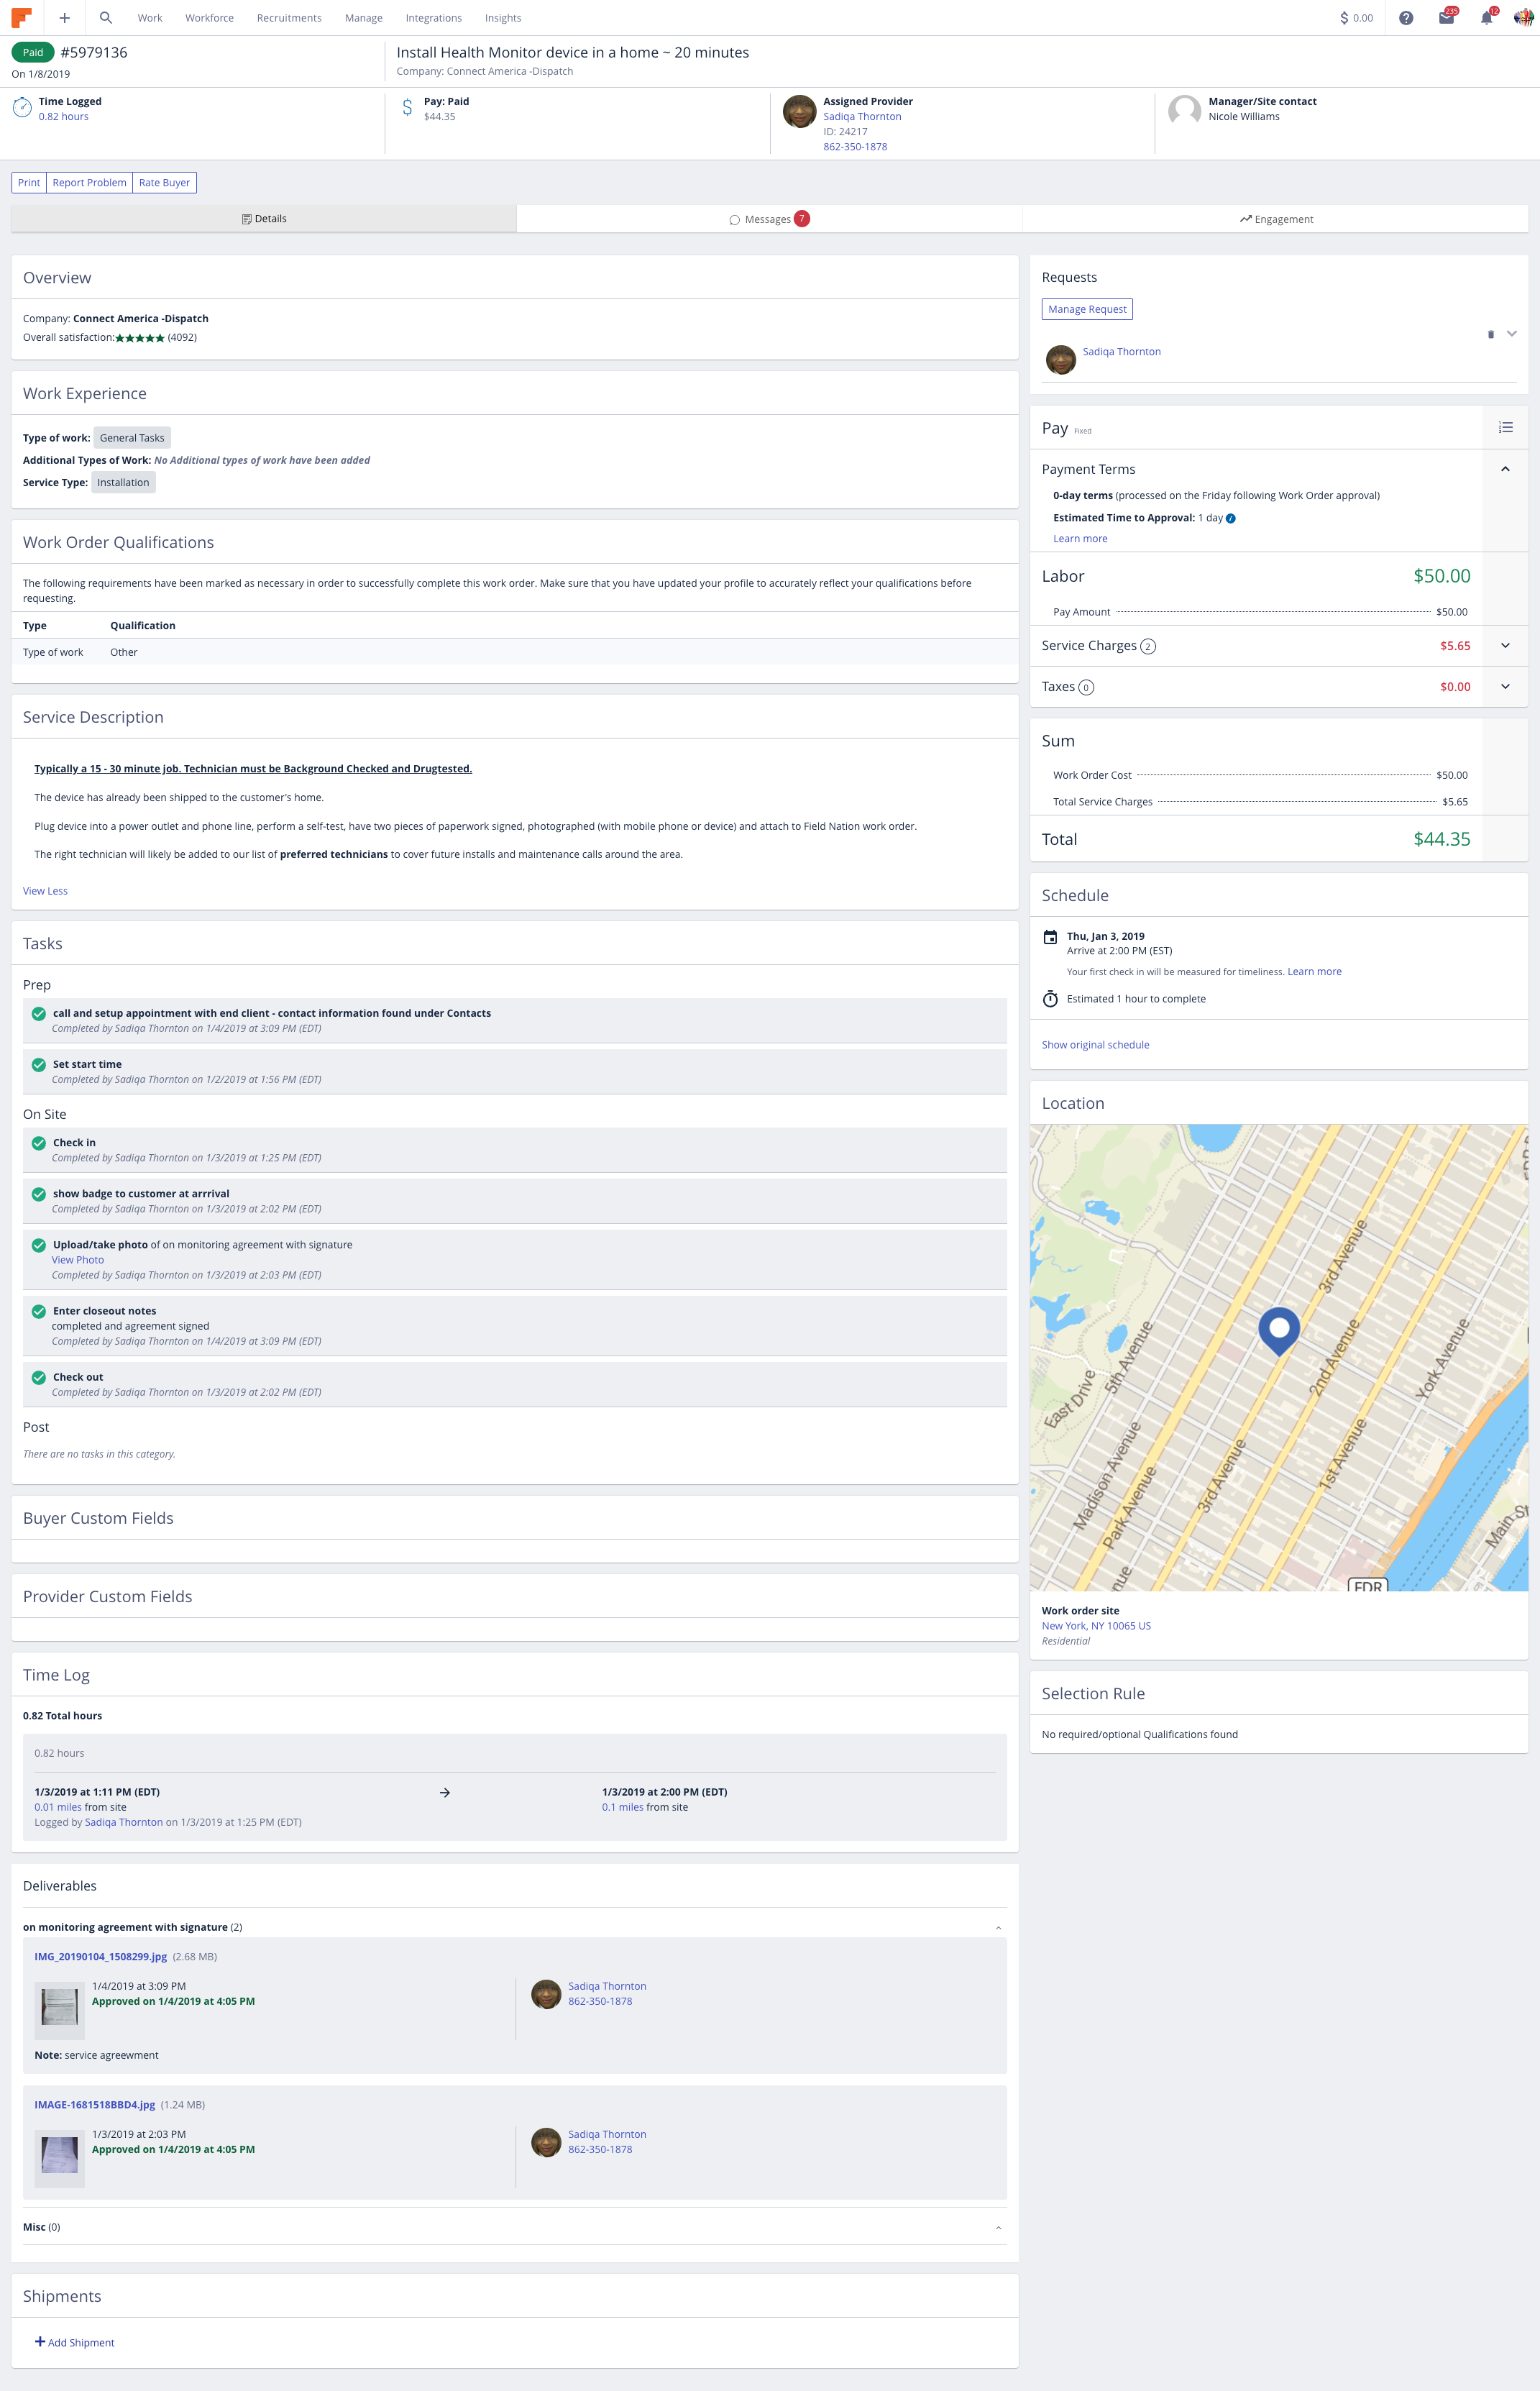 Work Workforce Recruitments Manage Integrations Insights $ 0.00 235 12
Paid #5979136
On 1/8/2019
Install Health Monitor device in a home ~ 20 minutes
Company: Connect America -Dispatch
Time Logged
0.82 hours
Pay: Paid
$44.35
Assigned Provider
Sadiqa Thornton
ID: 24217
862-350-1878
Manager/Site contact
Nicole Williams
Print Report Problem Rate Buyer
Details Messages 7 Engagement
Overview
Company: Connect America -Dispatch
Overall satisfaction:★★★★★ (4092)
Work Experience
Type of work: General Tasks
Additional Types of Work: No Additional types of work have been added
Service Type: Installation
Work Order Qualifications
The following requirements have been marked as necessary in order to successfully complete this work order. Make sure that you have updated your profile to accurately reflect your qualifications before
requesting.
Type Qualification
Type of work Other
Service Description
Typically a 15 - 30 minute job. Technician must be Background Checked and Drugtested.
The device has already been shipped to the customer's home.
Plug device into a power outlet and phone line, perform a self-test, have two pieces of paperwork signed, photographed (with mobile phone or device) and attach to Field Nation work order.
The right technician will likely be added to our list of preferred technicians to cover future installs and maintenance calls around the area.
View Less
Tasks
Prep
call and setup appointment with end client - contact information found under Contacts
Completed by Sadiqa Thornton on 1/4/2019 at 3:09 PM (EDT)
Set start time
Completed by Sadiqa Thornton on 1/2/2019 at 1:56 PM (EDT)
On Site
Check in
Completed by Sadiqa Thornton on 1/3/2019 at 1:25 PM (EDT)
show badge to customer at arrrival
Completed by Sadiqa Thornton on 1/3/2019 at 2:02 PM (EDT)
Upload/take photo of on monitoring agreement with signature
View Photo
Completed by Sadiqa Thornton on 1/3/2019 at 2:03 PM (EDT)
Enter closeout notes
completed and agreement signed
Completed by Sadiqa Thornton on 1/4/2019 at 3:09 PM (EDT)
Check out
Completed by Sadiqa Thornton on 1/3/2019 at 2:02 PM (EDT)
Post
There are no tasks in this category.
Buyer Custom Fields
Provider Custom Fields
Time Log
0.82 Total hours
0.82 hours
1/3/2019 at 1:11 PM (EDT)
0.01 miles from site
Logged by Sadiqa Thornton on 1/3/2019 at 1:25 PM (EDT)
1/3/2019 at 2:00 PM (EDT)
0.1 miles from site
Deliverables
on monitoring agreement with signature (2)
IMG_20190104_1508299.jpg (2.68 MB)
1/4/2019 at 3:09 PM
Approved on 1/4/2019 at 4:05 PM
Sadiqa Thornton
862-350-1878
Note: service agreewment
IMAGE-1681518BBD4.jpg (1.24 MB)
1/3/2019 at 2:03 PM
Approved on 1/4/2019 at 4:05 PM
Sadiqa Thornton
862-350-1878
Misc (0)
Shipments
Add Shipment
Requests
Manage Request
Sadiqa Thornton
Pay Fixed
Payment Terms
0-day terms (processed on the Friday following Work Order approval)
Estimated Time to Approval: 1 day
Learn more
Labor $50.00
Pay Amount $50.00
Service Charges 2 $5.65
Taxes 0 $0.00
Sum
Work Order Cost $50.00
Total Service Charges $5.65
Total $44.35
Schedule
Thu, Jan 3, 2019
Arrive at 2:00 PM (EST)
Your first check in will be measured for timeliness. Learn more
Estimated 1 hour to complete
Show original schedule
Location
3rd Avenue
5th Avenue
2nd Avenue
York Avenue
East Drive
Madison Avenue
Park Avenue
3rd Avenue
1st Avenue
Main St
FDR
Work order site
New York, NY 10065 US
Residential
Selection Rule
No required/optional Qualifications found